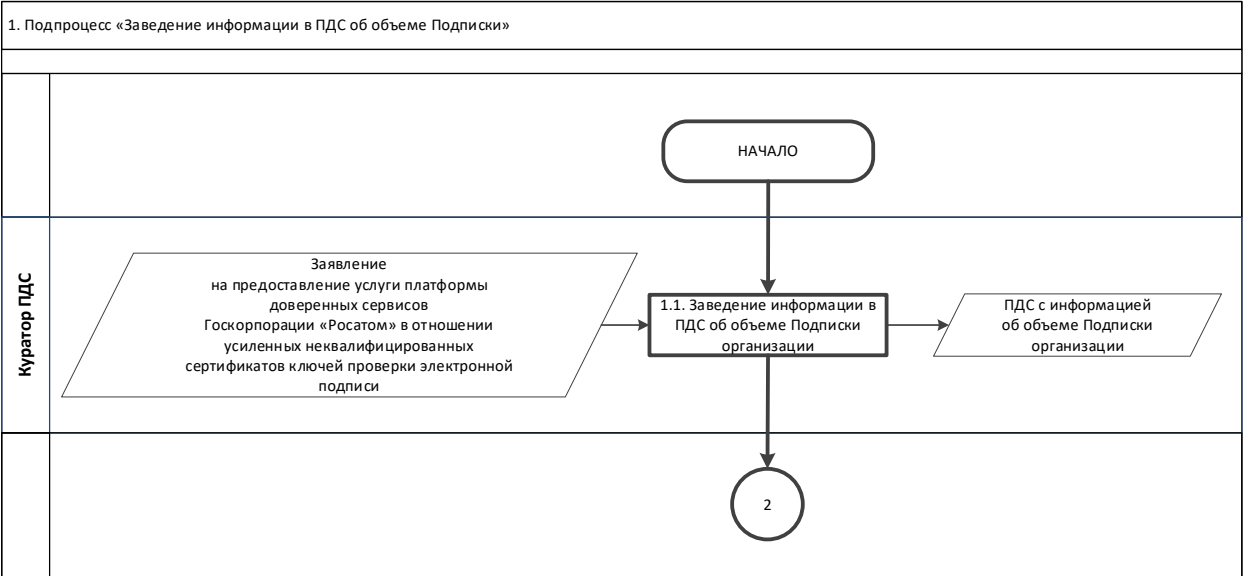 1. Подпроцесс «Заведение информации в ПДС об объеме Подписки»
НАЧАЛО
Куратор ПДС
Заявление
на предоставление услуги платформы
доверенных сервисов
Госкорпорации «Росатом» в отношении
усиленных неквалифицированных
сертификатов ключей проверки электронной
подписи
1.1. Заведение информации в
ПДС об объеме Подписки
организации
ПДС с информацией
об объеме Подписки
организации
2